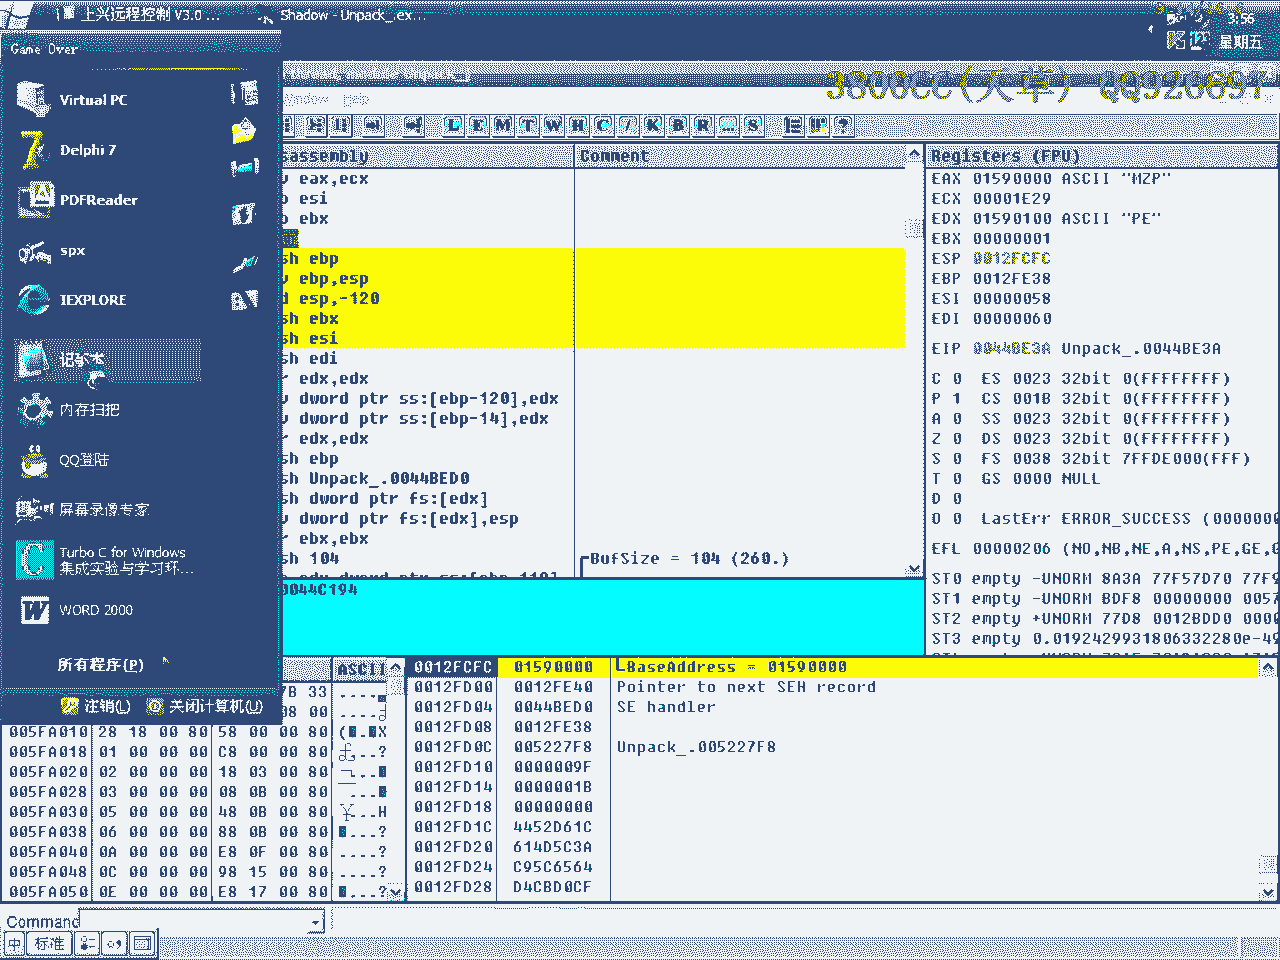 上兴远程控制 V3.0 ...
Shadow - Unpack_.ex...
3:56
星期五
Game Over
3800CC(天草) QQ920897
Virtual PC
Delphi 7
PDFReader
spx
IEXPLORE
记事本
内存扫把
QQ登陆
屏幕录像专家
Turbo C for Windows
集成实验与学习环...
WORD 2000
所有程序(P)
注销(L)
关闭计算机(U)
L E M T W H C / K B R ... S
Comment
eax,ecx
esi
ebx
sh ebp
ebp,esp
esp,-120
sh ebx
sh esi
sh edi
edx,edx
dword ptr ss:[ebp-120],edx
dword ptr ss:[ebp-14],edx
edx,edx
sh ebp
sh Unpack_.0044BED0
sh dword ptr fs:[edx]
dword ptr fs:[edx],esp
ebx,ebx
sh 104
BufSize = 104 (260.)
0044C194
Registers (FPU)
EAX 01590000 ASCII "MZP"
ECX 00001E29
EDX 01590100 ASCII "PE"
EBX 00000001
ESP 0012FCFC
EBP 0012FE38
ESI 00000058
EDI 00000060
EIP 0044BE3A Unpack_.0044BE3A
C 0 ES 0023 32bit 0(FFFFFFFF)
P 1 CS 001B 32bit 0(FFFFFFFF)
A 0 SS 0023 32bit 0(FFFFFFFF)
Z 0 DS 0023 32bit 0(FFFFFFFF)
S 0 FS 0038 32bit 7FFDE000(FFF)
T 0 GS 0000 NULL
D 0
O 0 LastErr ERROR_SUCCESS (0000000
EFL 00000206 (NO,NB,NE,A,NS,PE,GE,G
ST0 empty -UNORM 8A3A 77F57D70 77F9
ST1 empty -UNORM BDF8 00000000 0057
ST2 empty +UNORM 77D8 0012BDD0 0000
ST3 empty 0.0192429931806332280e-49
ASCII
7B 33
08 00
005FA010 28 18 00 80 58 00 00 80
005FA018 01 00 00 00 C8 00 00 80
005FA020 02 00 00 00 18 03 00 80
005FA028 03 00 00 00 08 0B 00 80
005FA030 05 00 00 00 48 0B 00 80
005FA038 06 00 00 00 88 0B 00 80
005FA040 0A 00 00 00 E8 0F 00 80
005FA048 0C 00 00 00 98 15 00 80
005FA050 0E 00 00 00 E8 17 00 80
0012FCFC 01590000 BaseAddress = 01590000
0012FD00 0012FE40 Pointer to next SEH record
0012FD04 0044BED0 SE handler
0012FD08 0012FE38
0012FD0C 005227F8 Unpack_.005227F8
0012FD10 0000009F
0012FD14 0000001B
0012FD18 00000000
0012FD1C 4452D61C
0012FD20 614D5C3A
0012FD24 C95C6564
0012FD28 D4CBD0CF
Command
中 标准